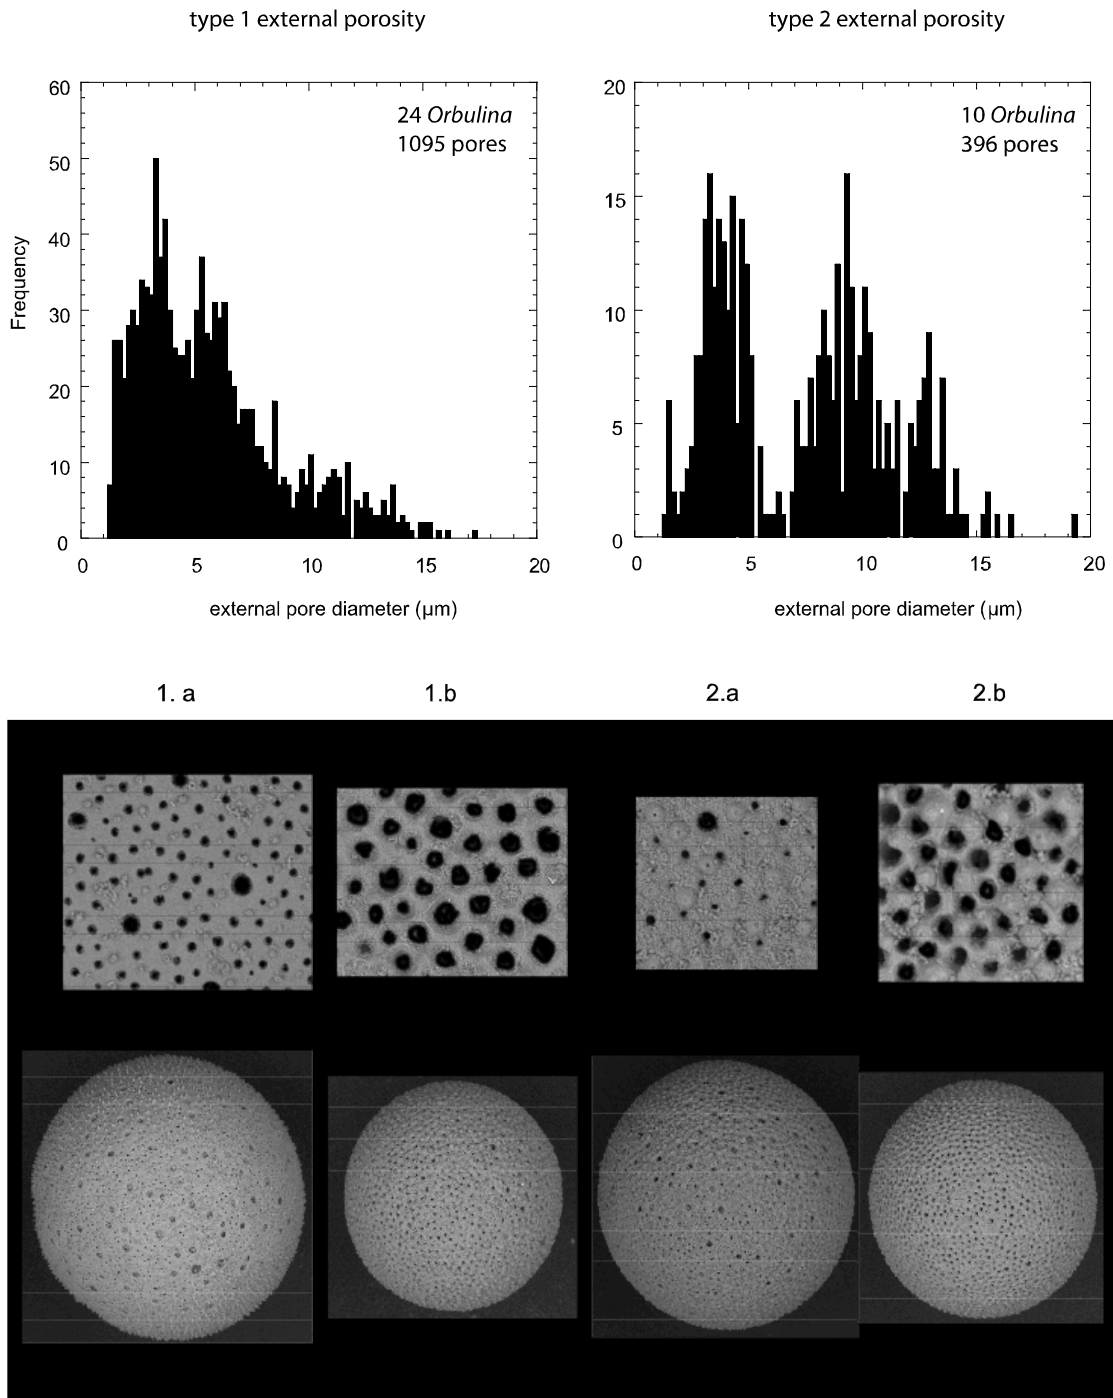 type 1 external porosity
type 2 external porosity
24 Orbulina
1095 pores
10 Orbulina
396 pores
60
50
40
30
20
10
0
Frequency
0 5 10 15 20
external pore diameter (µm)
20
15
10
5
0
0 5 10 15 20
external pore diameter (µm)
1. a
1.b
2.a
2.b